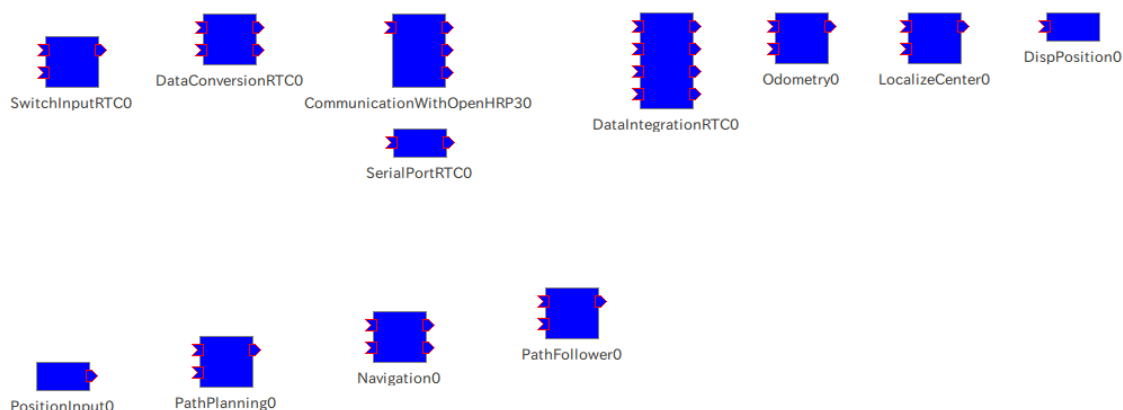 SwitchInputRTC0
DataConversionRTC0
CommunicationWithOpenHRP30
DataIntegrationRTC0
Odometry0
LocalizeCenter0
DispPosition0
SerialPortRTC0
PositionInput0
PathPlanning0
Navigation0
PathFollower0